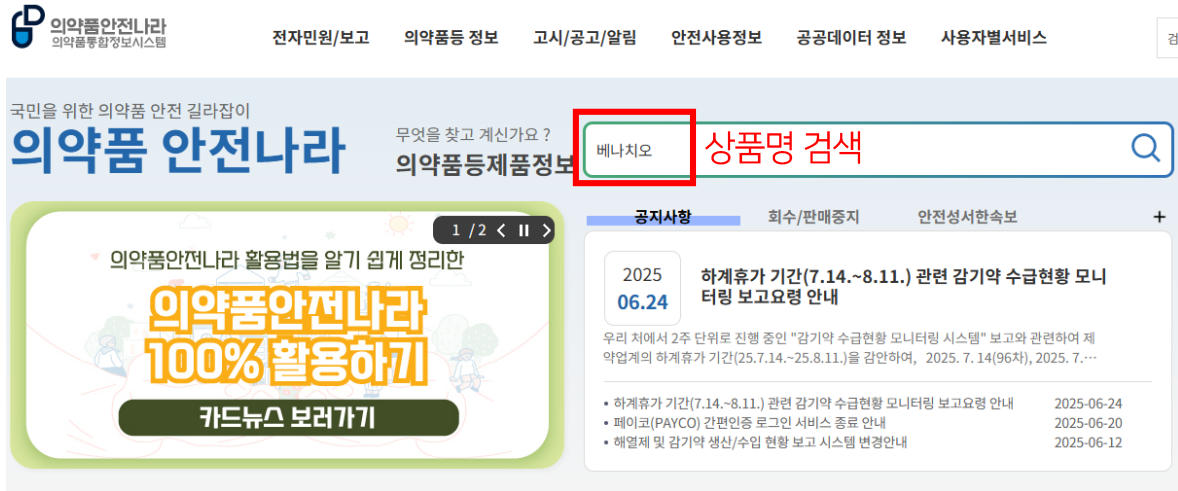 의약품안전나라
의약품통합정보시스템
전자민원/보고
의약품등 정보
고시/공고/알림
안전사용정보
공공데이터 정보
사용자별서비스
검
국민을 위한 의약품 안전 길라잡이
의약품 안전나라
무엇을 찾고 계신가요 ?
의약품등제품정보
베나치오
상품명 검색
1 / 2
의약품안전나라 활용법을 알기 쉽게 정리한
의약품안전나라
100% 활용하기
카드뉴스 보러가기
공지사항
회수/판매중지
안전성서한속보
+
2025
06.24
하계휴가 기간(7.14.~8.11.) 관련 감기약 수급현황 모니
터링 보고요령 안내
우리 처에서 2주 단위로 진행 중인 "감기약 수급현황 모니터링 시스템" 보고와 관련하여 제
약업계의 하계휴가 기간(25.7.14.~25.8.11.)을 감안하여, 2025. 7. 14(96차), 2025. 7.…
• 하계휴가 기간(7.14.~8.11.) 관련 감기약 수급현황 모니터링 보고요령 안내 2025-06-24
• 페이코(PAYCO) 간편인증 로그인 서비스 종료 안내 2025-06-20
• 해열제 및 감기약 생산/수입 현황 보고 시스템 변경안내 2025-06-12